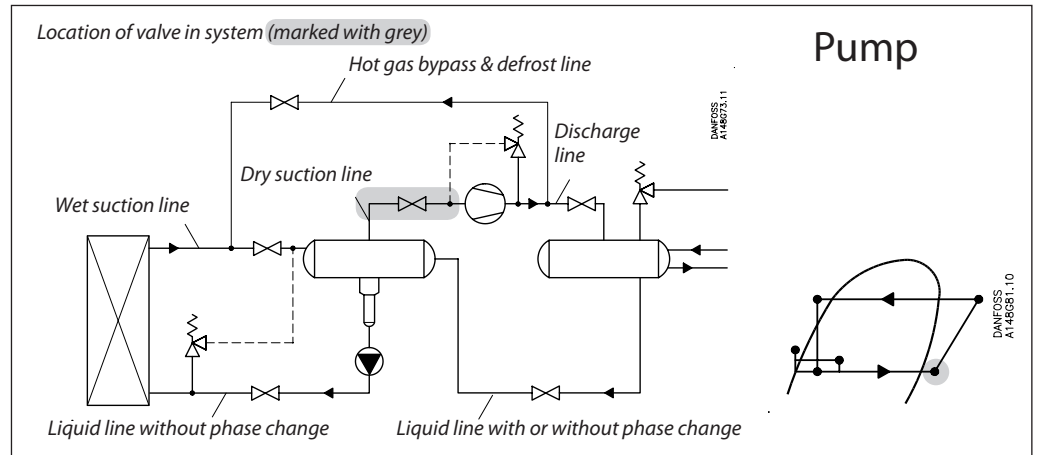 Location of valve in system (marked with grey)
Pump
Hot gas bypass & defrost line
DANFOSS
A148G73.11
Discharge
line
Dry suction line
Wet suction line
DANFOSS
A148G81.10
Liquid line without phase change
Liquid line with or without phase change